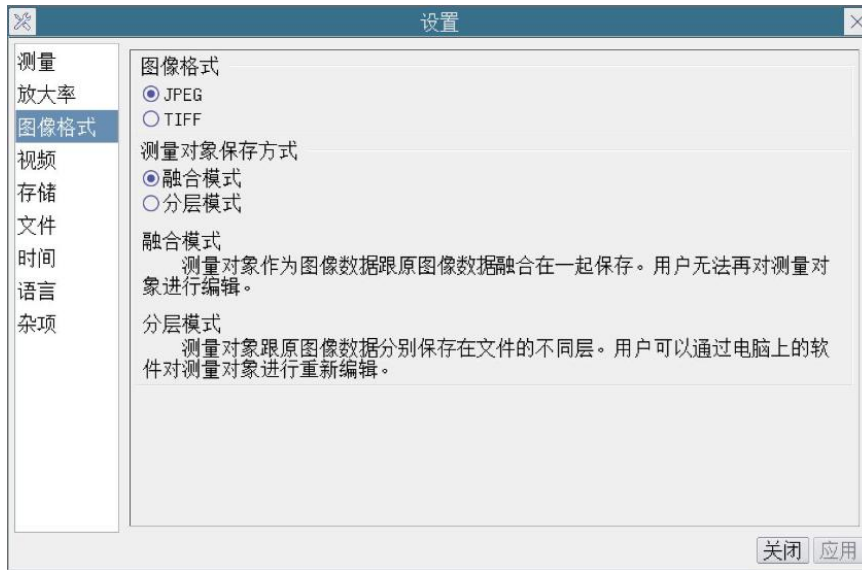 设置
测量
放大率
图像格式
视频
存储
文件
时间
语言
杂项
图像格式
JPEG
TIFF
测量对象保存方式
融合模式
分层模式
融合模式
测量对象作为图像数据跟原图像数据融合在一起保存。用户无法再对测量对
象进行编辑。
分层模式
测量对象跟原图像数据分别保存在文件的不同层。用户可以通过电脑上的软
件对测量对象进行重新编辑。
关闭 应用